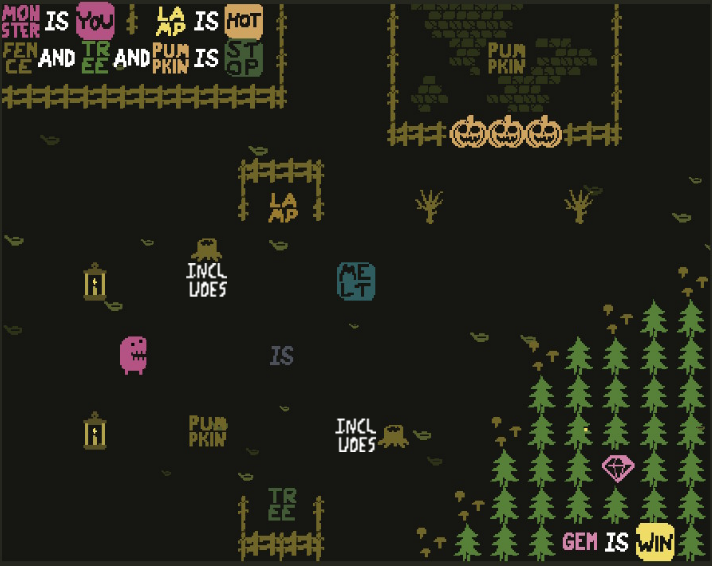 MONSTER IS YOU LAMP IS HOT
FENCE AND TREE AND PUMPKIN IS STOP
PUMPKIN
LAMP
INCLUDES MELT
IS
PUMPKIN INCLUDES
TREE
GEM IS WIN